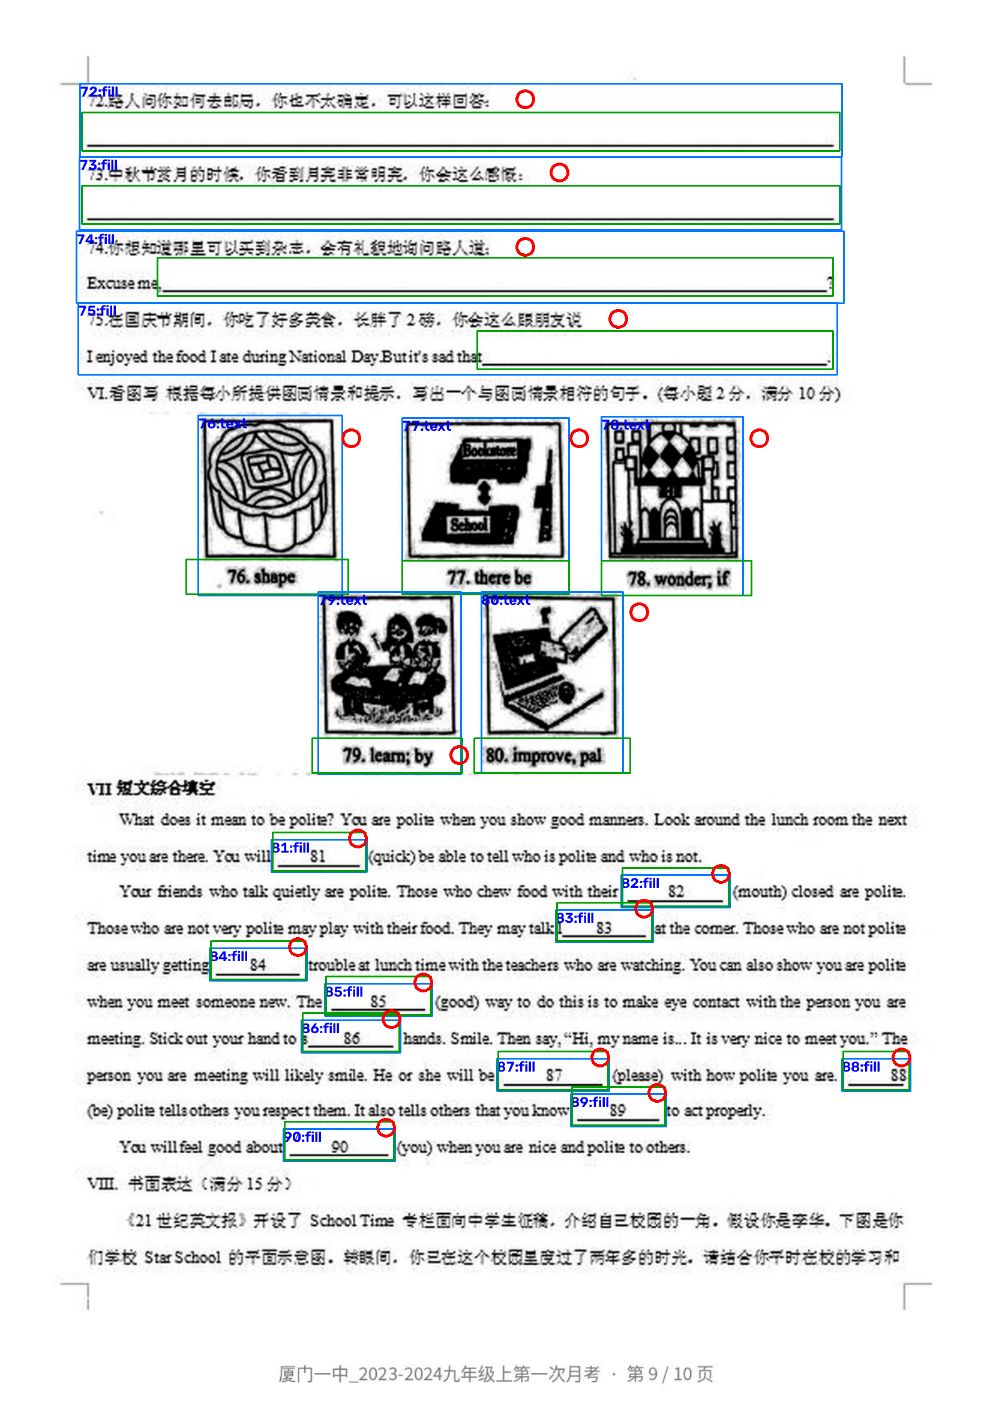 72:fill
72.路人问你如何去邮局，你也不太确定，可以这样回答：
73:fill
73.中秋节赏月的时候，你看到月亮非常明亮，你会这么感慨：
74:fill
74.你想知道哪里可以买到杂志，会有礼貌地询问路人道：
Excuse me, ?
75:fill
75.在国庆节期间，你吃了好多美食，长胖了 2 磅，你会这么跟朋友说
I enjoyed the food I ate during National Day.But it's sad that .
VI.看图写 根据每小所提供图画情景和提示，写出一个与图画情景相符的句子。(每小题 2 分，满分 10 分)
76:text 77:text 78:text
Bookstore
School
76. shape 77. there be 78. wonder; if
79:text 80:text
79. learn; by 80. improve, pal
VII 短文综合填空
What does it mean to be polite? You are polite when you show good manners. Look around the lunch room the next
81:fill
time you are there. You will 81 (quick) be able to tell who is polite and who is not.
82:fill
Your friends who talk quietly are polite. Those who chew food with their 82 (mouth) closed are polite.
83:fill
Those who are not very polite may play with their food. They may talk 83 at the corner. Those who are not polite
84:fill
are usually getting 84 trouble at lunch time with the teachers who are watching. You can also show you are polite
85:fill
when you meet someone new. The 85 (good) way to do this is to make eye contact with the person you are
86:fill
meeting. Stick out your hand to s 86 hands. Smile. Then say, “Hi, my name is... It is very nice to meet you.” The
87:fill 88:fill
person you are meeting will likely smile. He or she will be 87 (please) with how polite you are. 88
89:fill
(be) polite tells others you respect them. It also tells others that you know 89 to act properly.
90:fill
You will feel good about 90 (you) when you are nice and polite to others.
VIII. 书面表达（满分 15 分）
《21 世纪英文报》开设了 School Time 专栏面向中学生征稿，介绍自己校园的一角。假设你是李华。下图是你
们学校 Star School 的平面示意图。转眼间，你已在这个校园里度过了两年多的时光。请结合你平时在校的学习和
厦门一中_2023-2024九年级上第一次月考 · 第 9 / 10 页